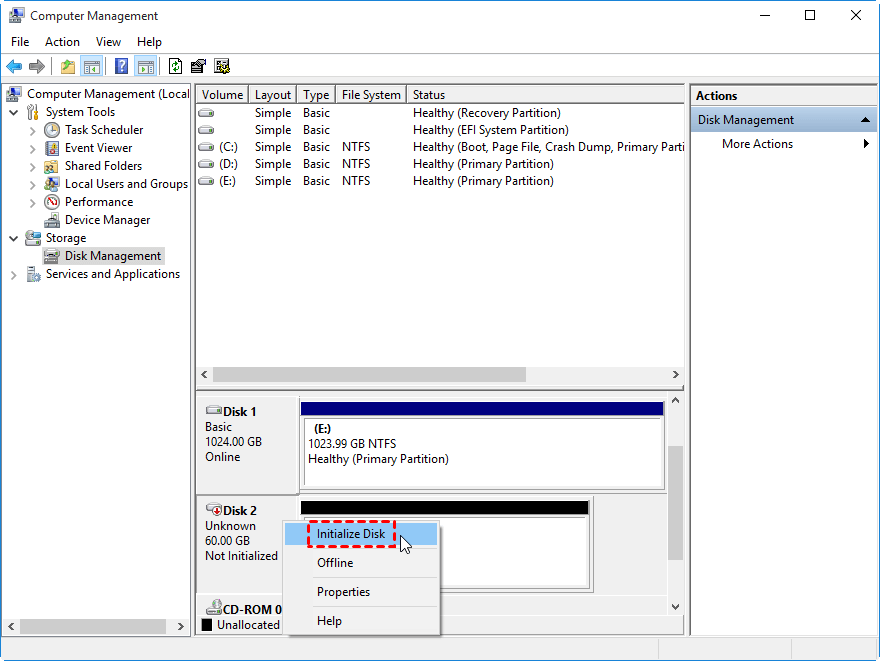 Computer Management
File Action View Help
Computer Management (Local
System Tools
Task Scheduler
Event Viewer
Shared Folders
Local Users and Groups
Performance
Device Manager
Storage
Disk Management
Services and Applications
Volume Layout Type File System Status
Simple Basic Healthy (Recovery Partition)
Simple Basic Healthy (EFI System Partition)
(C:) Simple Basic NTFS Healthy (Boot, Page File, Crash Dump, Primary Parti
(D:) Simple Basic NTFS Healthy (Primary Partition)
(E:) Simple Basic NTFS Healthy (Primary Partition)
Disk 1
Basic
1024.00 GB
Online
(E:)
1023.99 GB NTFS
Healthy (Primary Partition)
Disk 2
Unknown
60.00 GB
Not Initialized
Initialize Disk
Offline
Properties
Help
CD-ROM 0
Unallocated
Actions
Disk Management
More Actions